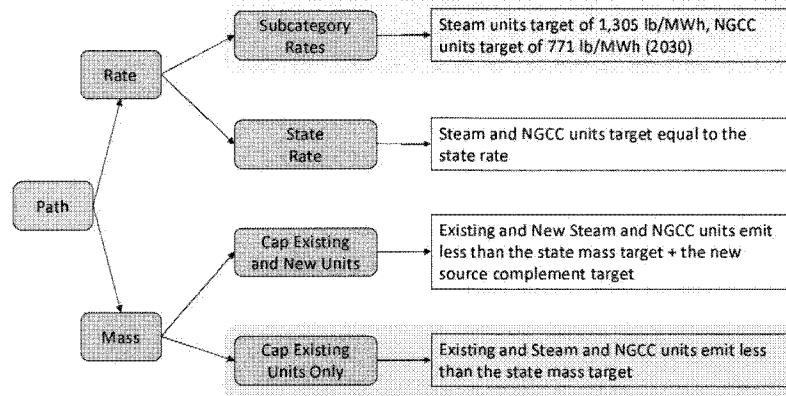 Path
Rate
Mass
Subcategory
Rates
State
Rate
Cap Existing
and New Units
Cap Existing
Units Only
Steam units target of 1,305 lb/MWh, NGCC
units target of 771 lb/MWh (2030)
Steam and NGCC units target equal to the
state rate
Existing and New Steam and NGCC units emit
less than the state mass target + the new
source complement target
Existing and Steam and NGCC units emit less
than the state mass target